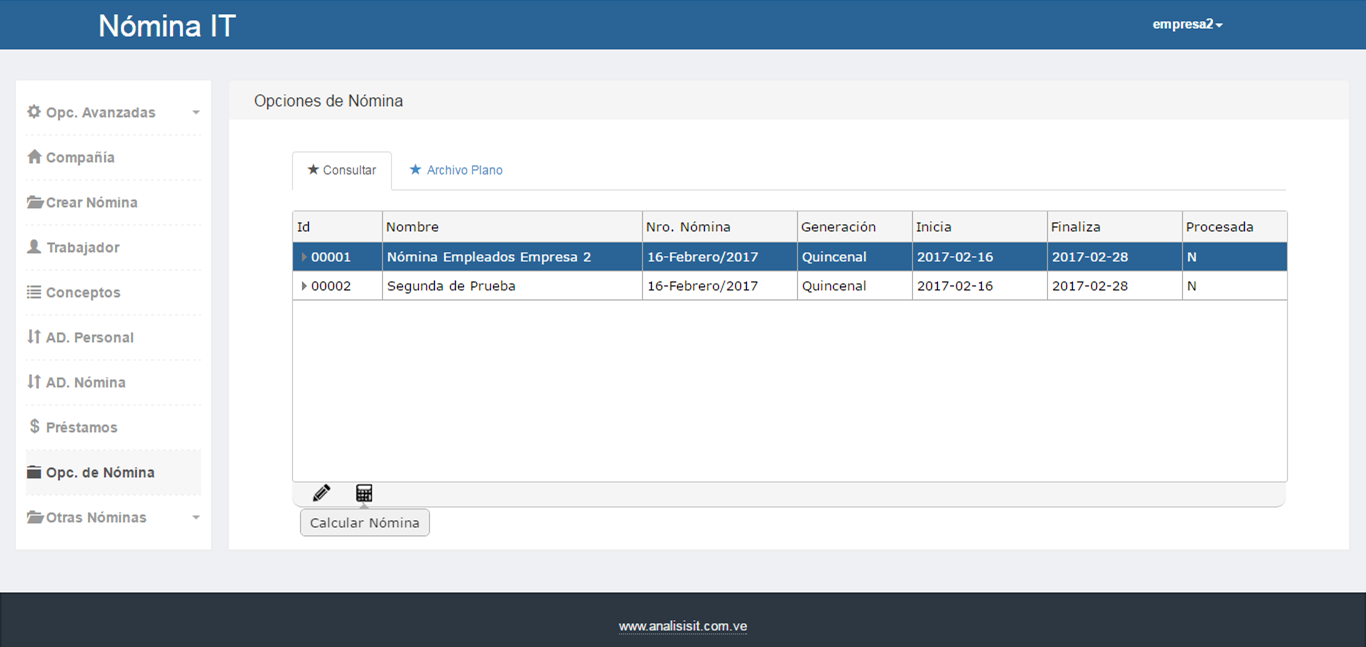 Nómina IT
empresa2
Opc. Avanzadas
Compañía
Crear Nómina
Trabajador
Conceptos
AD. Personal
AD. Nómina
Préstamos
Opc. de Nómina
Otras Nóminas
Opciones de Nómina
Consultar Archivo Plano
Id Nombre Nro. Nómina Generación Inicia Finaliza Procesada
00001 Nómina Empleados Empresa 2 16-Febrero/2017 Quincenal 2017-02-16 2017-02-28 N
00002 Segunda de Prueba 16-Febrero/2017 Quincenal 2017-02-16 2017-02-28 N
Calcular Nómina
www.analisisit.com.ve